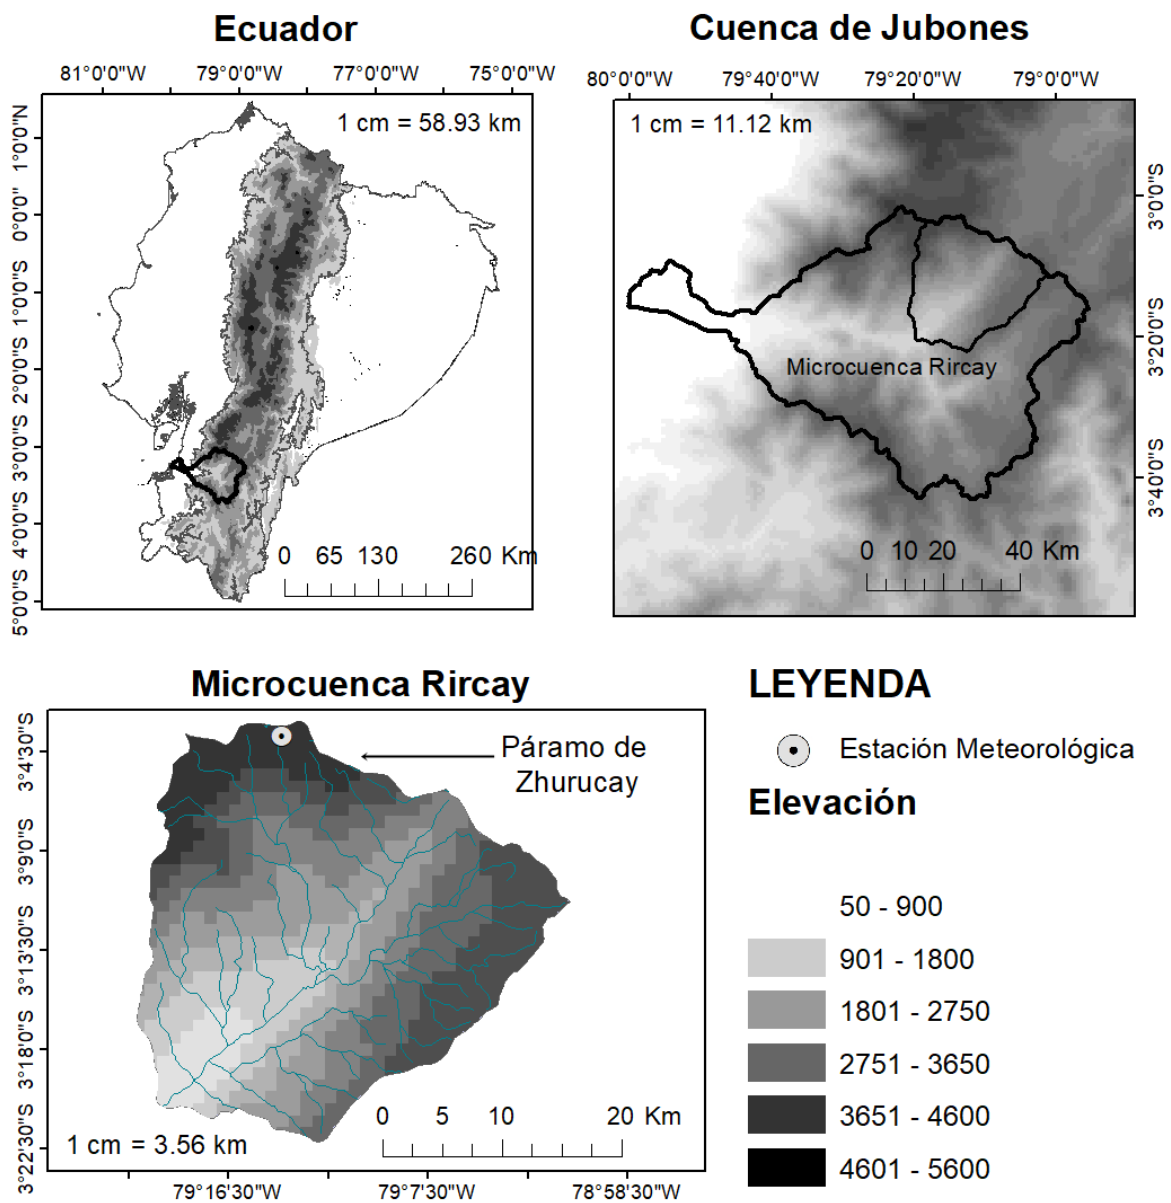 Ecuador
81°0'0"W 79°0'0"W 77°0'0"W 75°0'0"W
1 cm = 58.93 km
1°0'0"N
0°0'0"
1°0'0"S
2°0'0"S
3°0'0"S
4°0'0"S
5°0'0"S
0 65 130 260 Km
Cuenca de Jubones
80°0'0"W 79°40'0"W 79°20'0"W 79°0'0"W
1 cm = 11.12 km
3°0'0"S
3°20'0"S
3°40'0"S
Microcuenca Rircay
0 10 20 40 Km
Microcuenca Rircay
3°4'30"S
3°9'0"S
3°13'30"S
3°18'0"S
3°22'30"S
Páramo de
Zhurucay
0 5 10 20 Km
1 cm = 3.56 km
79°16'30"W 79°7'30"W 78°58'30"W
LEYENDA
Estación Meteorológica
Elevación
50 - 900
901 - 1800
1801 - 2750
2751 - 3650
3651 - 4600
4601 - 5600